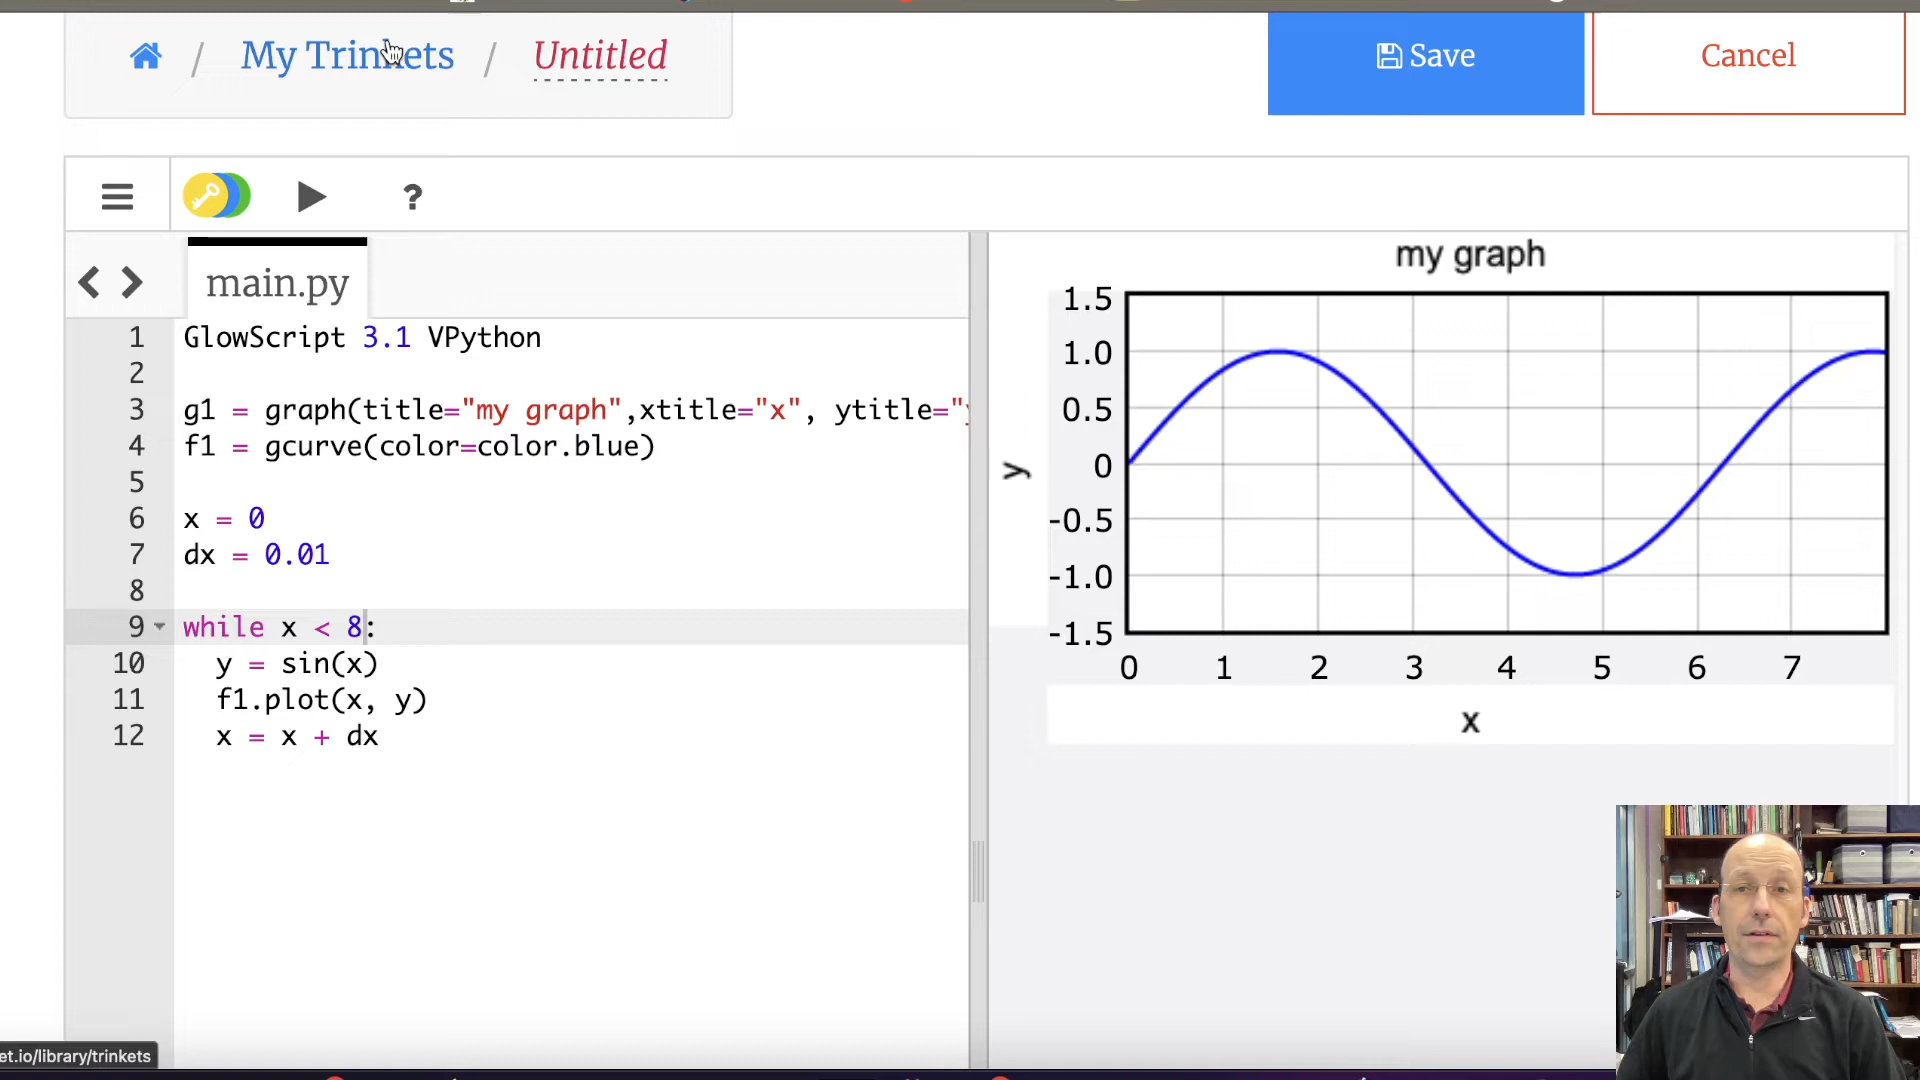 My Trinkets / Untitled
Save
Cancel
?
main.py
1 GlowScript 3.1 VPython
2
3 g1 = graph(title="my graph",xtitle="x", ytitle="y
4 f1 = gcurve(color=color.blue)
5
6 x = 0
7 dx = 0.01
8
9 while x < 8:
10 y = sin(x)
11 f1.plot(x, y)
12 x = x + dx
my graph
1.5
1.0
0.5
0
-0.5
-1.0
-1.5
y
0 1 2 3 4 5 6 7
x
et.io/library/trinkets